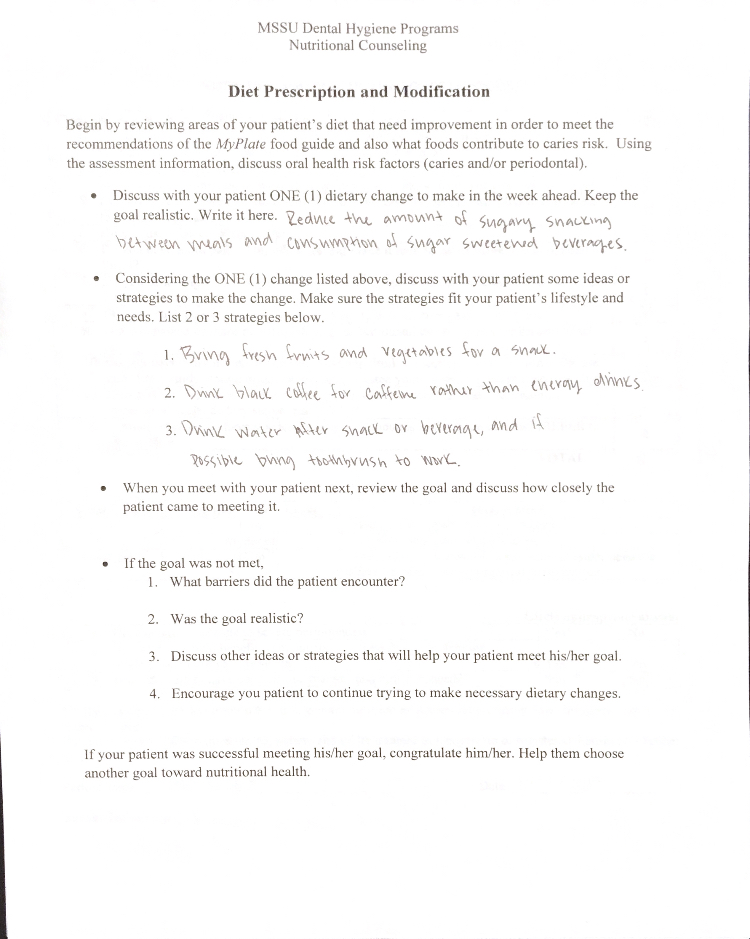 MSSU Dental Hygiene Programs
Nutritional Counseling
Diet Prescription and Modification
Begin by reviewing areas of your patient's diet that need improvement in order to meet the
recommendations of the MyPlate food guide and also what foods contribute to caries risk. Using
the assessment information, discuss oral health risk factors (caries and/or periodontal).
• Discuss with your patient ONE (1) dietary change to make in the week ahead. Keep the
goal realistic. Write it here. Reduce the amount of sugary snacking
between meals and consumption of sugar sweetened beverages.
• Considering the ONE (1) change listed above, discuss with your patient some ideas or
strategies to make the change. Make sure the strategies fit your patient's lifestyle and
needs. List 2 or 3 strategies below.
1. Bring fresh fruits and vegetables for a snack.
2. Drink black coffee for caffeine rather than energy drinks.
3. Drink water after snack or beverage, and if
possible bring toothbrush to work.
• When you meet with your patient next, review the goal and discuss how closely the
patient came to meeting it.
• If the goal was not met,
1. What barriers did the patient encounter?
2. Was the goal realistic?
3. Discuss other ideas or strategies that will help your patient meet his/her goal.
4. Encourage you patient to continue trying to make necessary dietary changes.
If your patient was successful meeting his/her goal, congratulate him/her. Help them choose
another goal toward nutritional health.